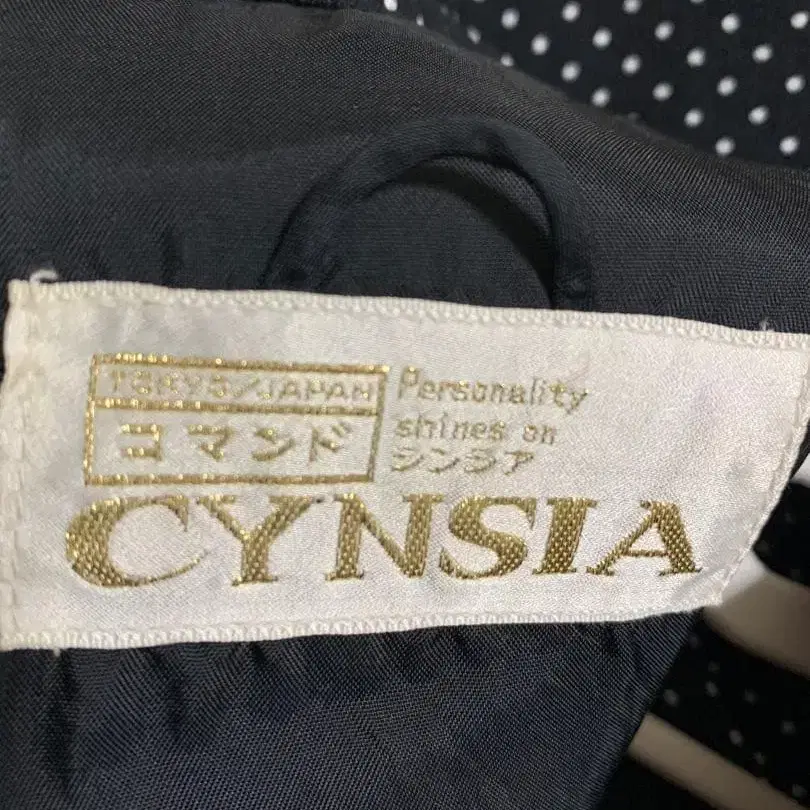 TOKYO/JAPAN
コマンド
Personality
shines on
シンシア
CYNSIA